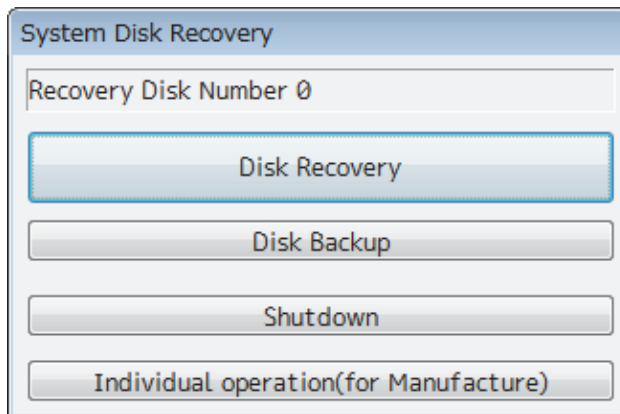 System Disk Recovery
Recovery Disk Number 0
Disk Recovery
Disk Backup
Shutdown
Individual operation(for Manufacture)